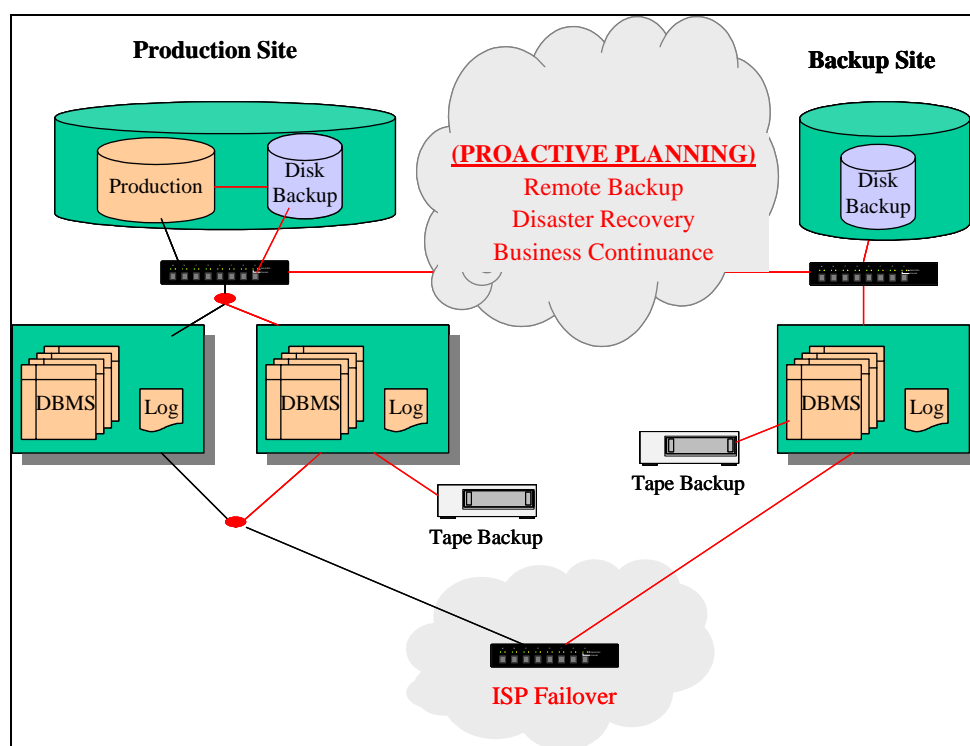 Production Site
Backup Site
(PROACTIVE PLANNING)
Remote Backup
Disaster Recovery
Business Continuance
Production
Disk
Backup
Disk
Backup
DBMS
Log
DBMS
Log
DBMS
Log
Tape Backup
Tape Backup
ISP Failover